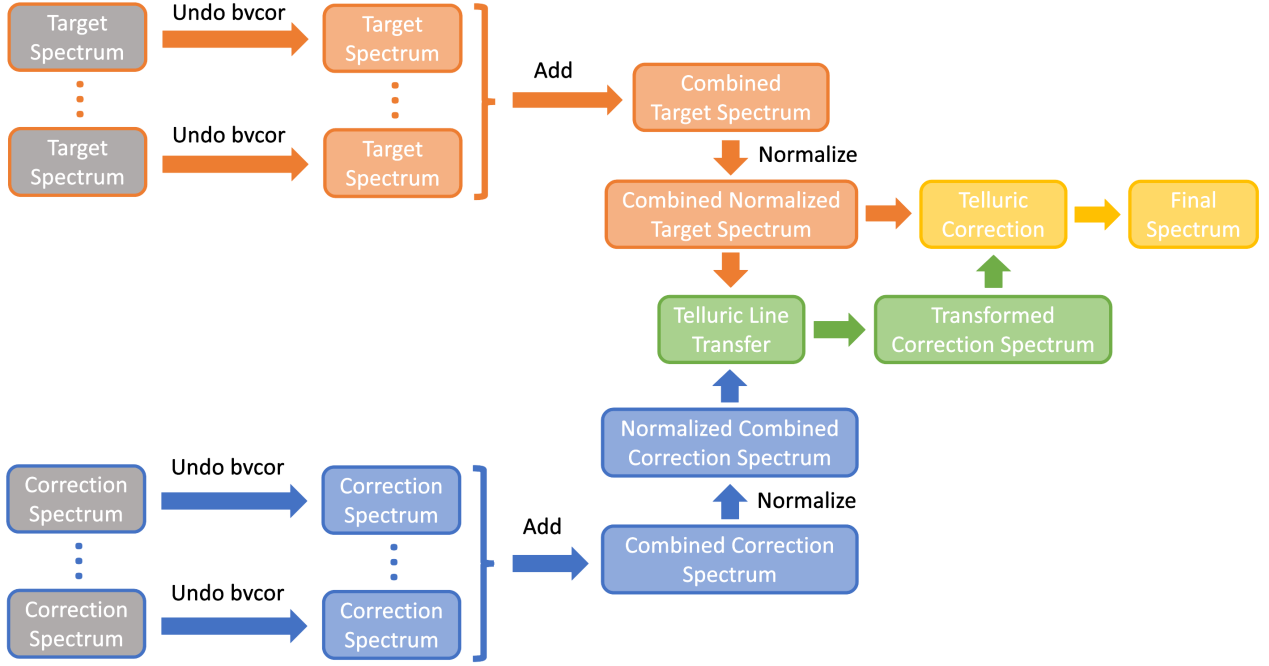 Target
Spectrum
Undo bvcor
Target
Spectrum
Target
Spectrum
Undo bvcor
Target
Spectrum
Add
Combined
Target Spectrum
Normalize
Combined Normalized
Target Spectrum
Telluric
Correction
Final
Spectrum
Telluric Line
Transfer
Transformed
Correction Spectrum
Normalized Combined
Correction Spectrum
Normalize
Combined Correction
Spectrum
Correction
Spectrum
Undo bvcor
Correction
Spectrum
Add
Correction
Spectrum
Undo bvcor
Correction
Spectrum